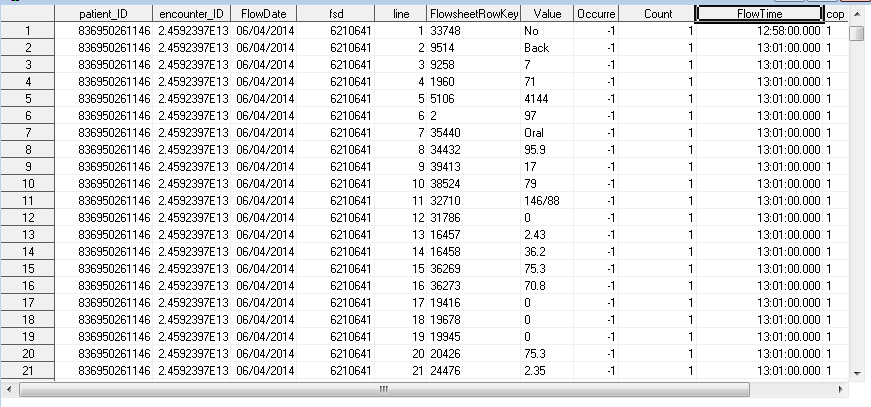 patient_ID encounter_ID FlowDate fsd line FlowsheetRowKey Value Occurre Count FlowTime cop
1 836950261146 2.4592397E13 06/04/2014 6210641 1 33748 No -1 1 12:58:00.000 1
2 836950261146 2.4592397E13 06/04/2014 6210641 2 9514 Back -1 1 13:01:00.000 1
3 836950261146 2.4592397E13 06/04/2014 6210641 3 9258 7 -1 1 13:01:00.000 1
4 836950261146 2.4592397E13 06/04/2014 6210641 4 1960 71 -1 1 13:01:00.000 1
5 836950261146 2.4592397E13 06/04/2014 6210641 5 5106 4144 -1 1 13:01:00.000 1
6 836950261146 2.4592397E13 06/04/2014 6210641 6 2 97 -1 1 13:01:00.000 1
7 836950261146 2.4592397E13 06/04/2014 6210641 7 35440 Oral -1 1 13:01:00.000 1
8 836950261146 2.4592397E13 06/04/2014 6210641 8 34432 95.9 -1 1 13:01:00.000 1
9 836950261146 2.4592397E13 06/04/2014 6210641 9 39413 17 -1 1 13:01:00.000 1
10 836950261146 2.4592397E13 06/04/2014 6210641 10 38524 79 -1 1 13:01:00.000 1
11 836950261146 2.4592397E13 06/04/2014 6210641 11 32710 146/88 -1 1 13:01:00.000 1
12 836950261146 2.4592397E13 06/04/2014 6210641 12 31786 0 -1 1 13:01:00.000 1
13 836950261146 2.4592397E13 06/04/2014 6210641 13 16457 2.43 -1 1 13:01:00.000 1
14 836950261146 2.4592397E13 06/04/2014 6210641 14 16458 36.2 -1 1 13:01:00.000 1
15 836950261146 2.4592397E13 06/04/2014 6210641 15 36269 75.3 -1 1 13:01:00.000 1
16 836950261146 2.4592397E13 06/04/2014 6210641 16 36273 70.8 -1 1 13:01:00.000 1
17 836950261146 2.4592397E13 06/04/2014 6210641 17 19416 0 -1 1 13:01:00.000 1
18 836950261146 2.4592397E13 06/04/2014 6210641 18 19678 0 -1 1 13:01:00.000 1
19 836950261146 2.4592397E13 06/04/2014 6210641 19 19945 0 -1 1 13:01:00.000 1
20 836950261146 2.4592397E13 06/04/2014 6210641 20 20426 75.3 -1 1 13:01:00.000 1
21 836950261146 2.4592397E13 06/04/2014 6210641 21 24476 2.35 -1 1 13:01:00.000 1